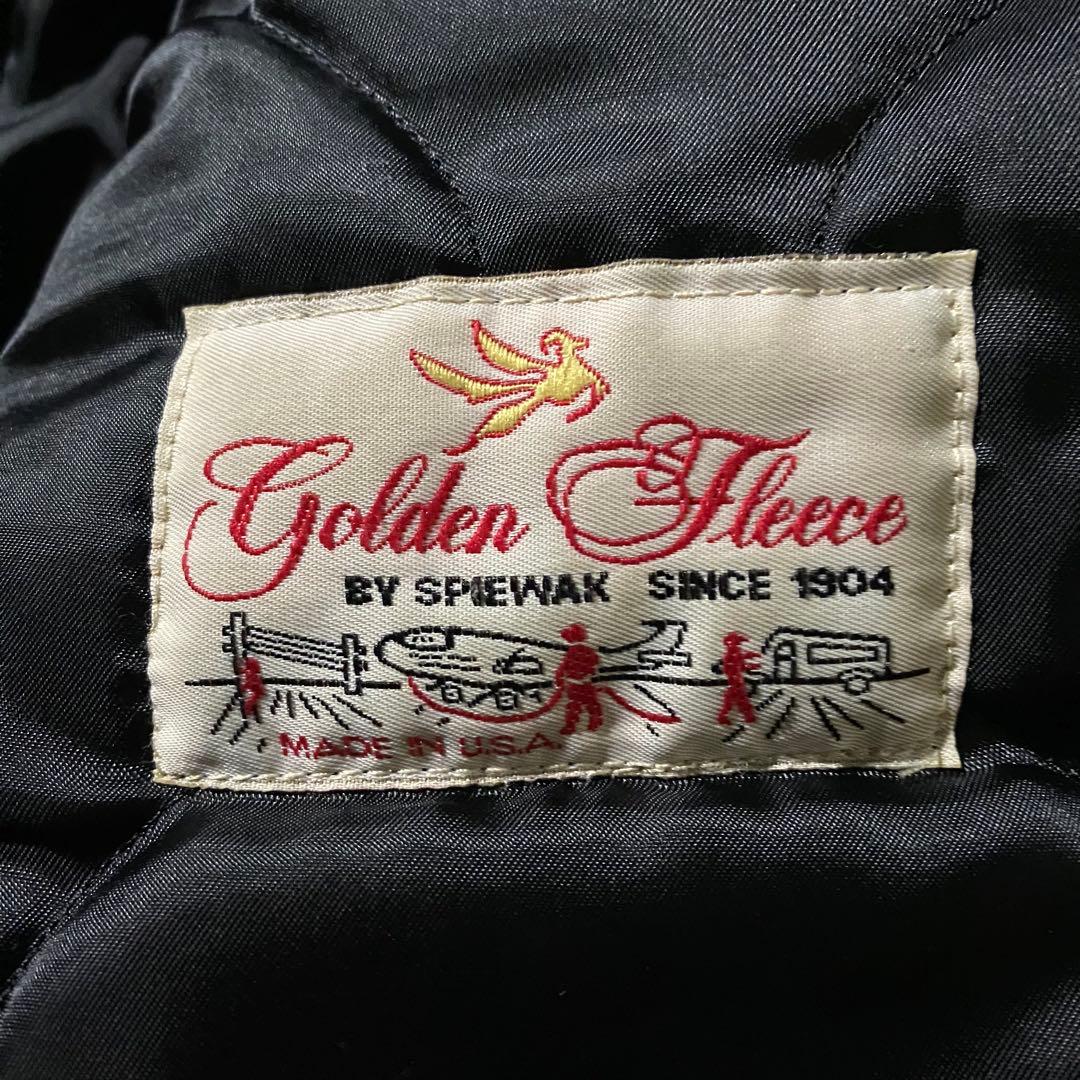 Golden Fleece
BY SPIEWAK SINCE 1904
MADE IN U.S.A.